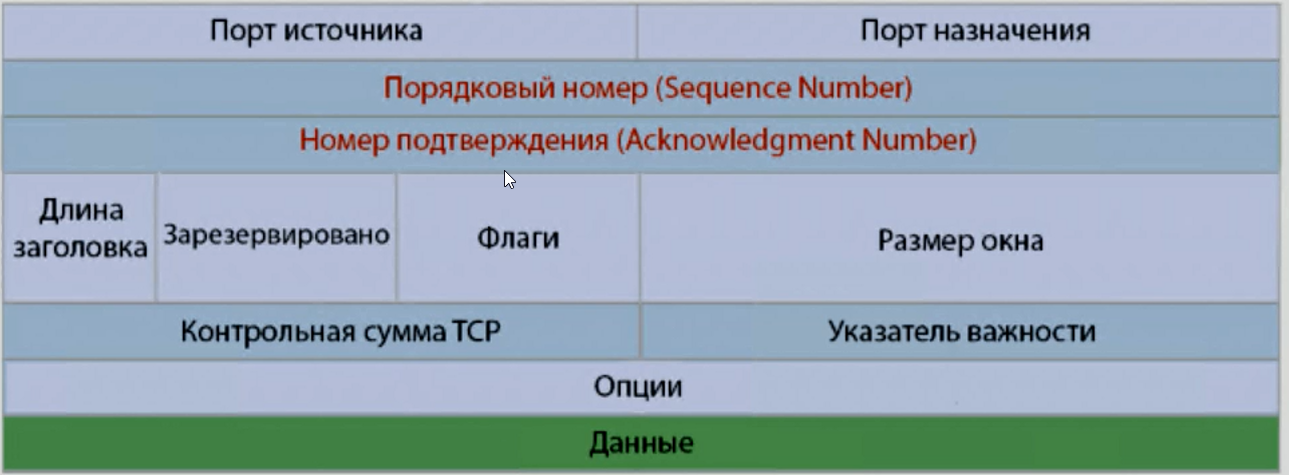 Порт источника
Порт назначения
Порядковый номер (Sequence Number)
Номер подтверждения (Acknowledgment Number)
Длина
заголовка
Зарезервировано
Флаги
Размер окна
Контрольная сумма TCP
Указатель важности
Опции
Данные